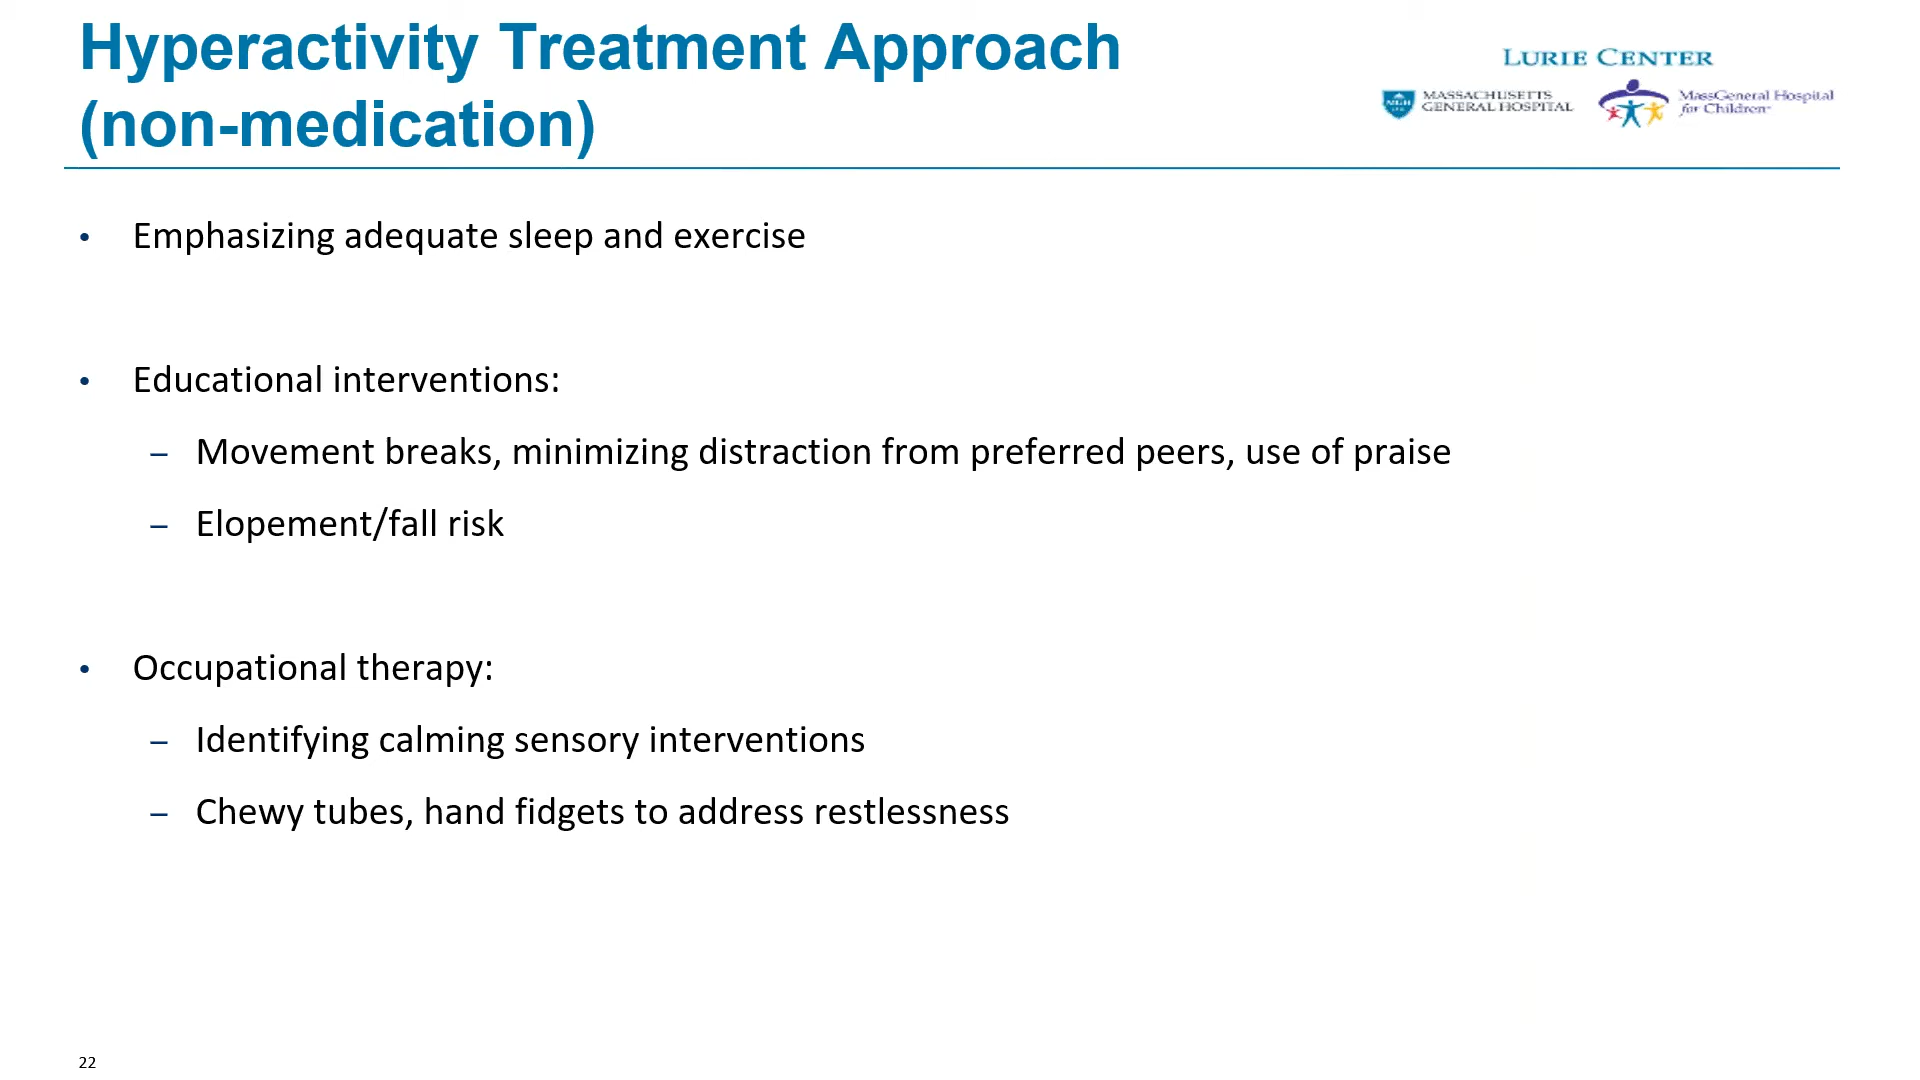 Hyperactivity Treatment Approach
(non-medication)
LURIE CENTER
MGH
MASSACHUSETTS
GENERAL HOSPITAL
MassGeneral Hospital
for Children
• Emphasizing adequate sleep and exercise
• Educational interventions:
– Movement breaks, minimizing distraction from preferred peers, use of praise
– Elopement/fall risk
• Occupational therapy:
– Identifying calming sensory interventions
– Chewy tubes, hand fidgets to address restlessness
22